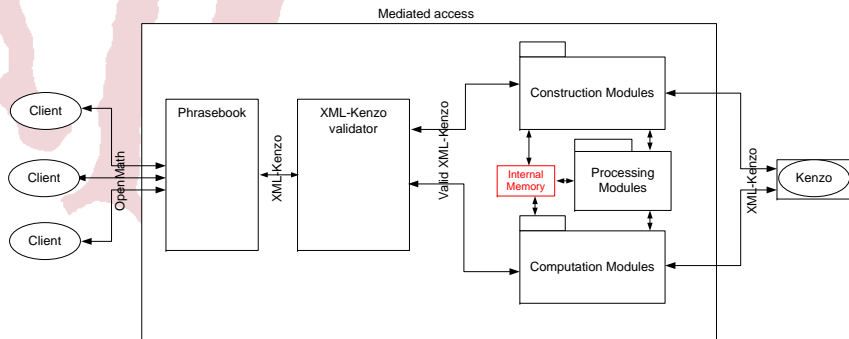 Mediated access
Client
Client
Client
OpenMath
Phrasebook
XML-Kenzo
XML-Kenzo
validator
Valid XML-Kenzo
Construction Modules
Internal
Memory
Processing
Modules
Computation Modules
XML-Kenzo
Kenzo